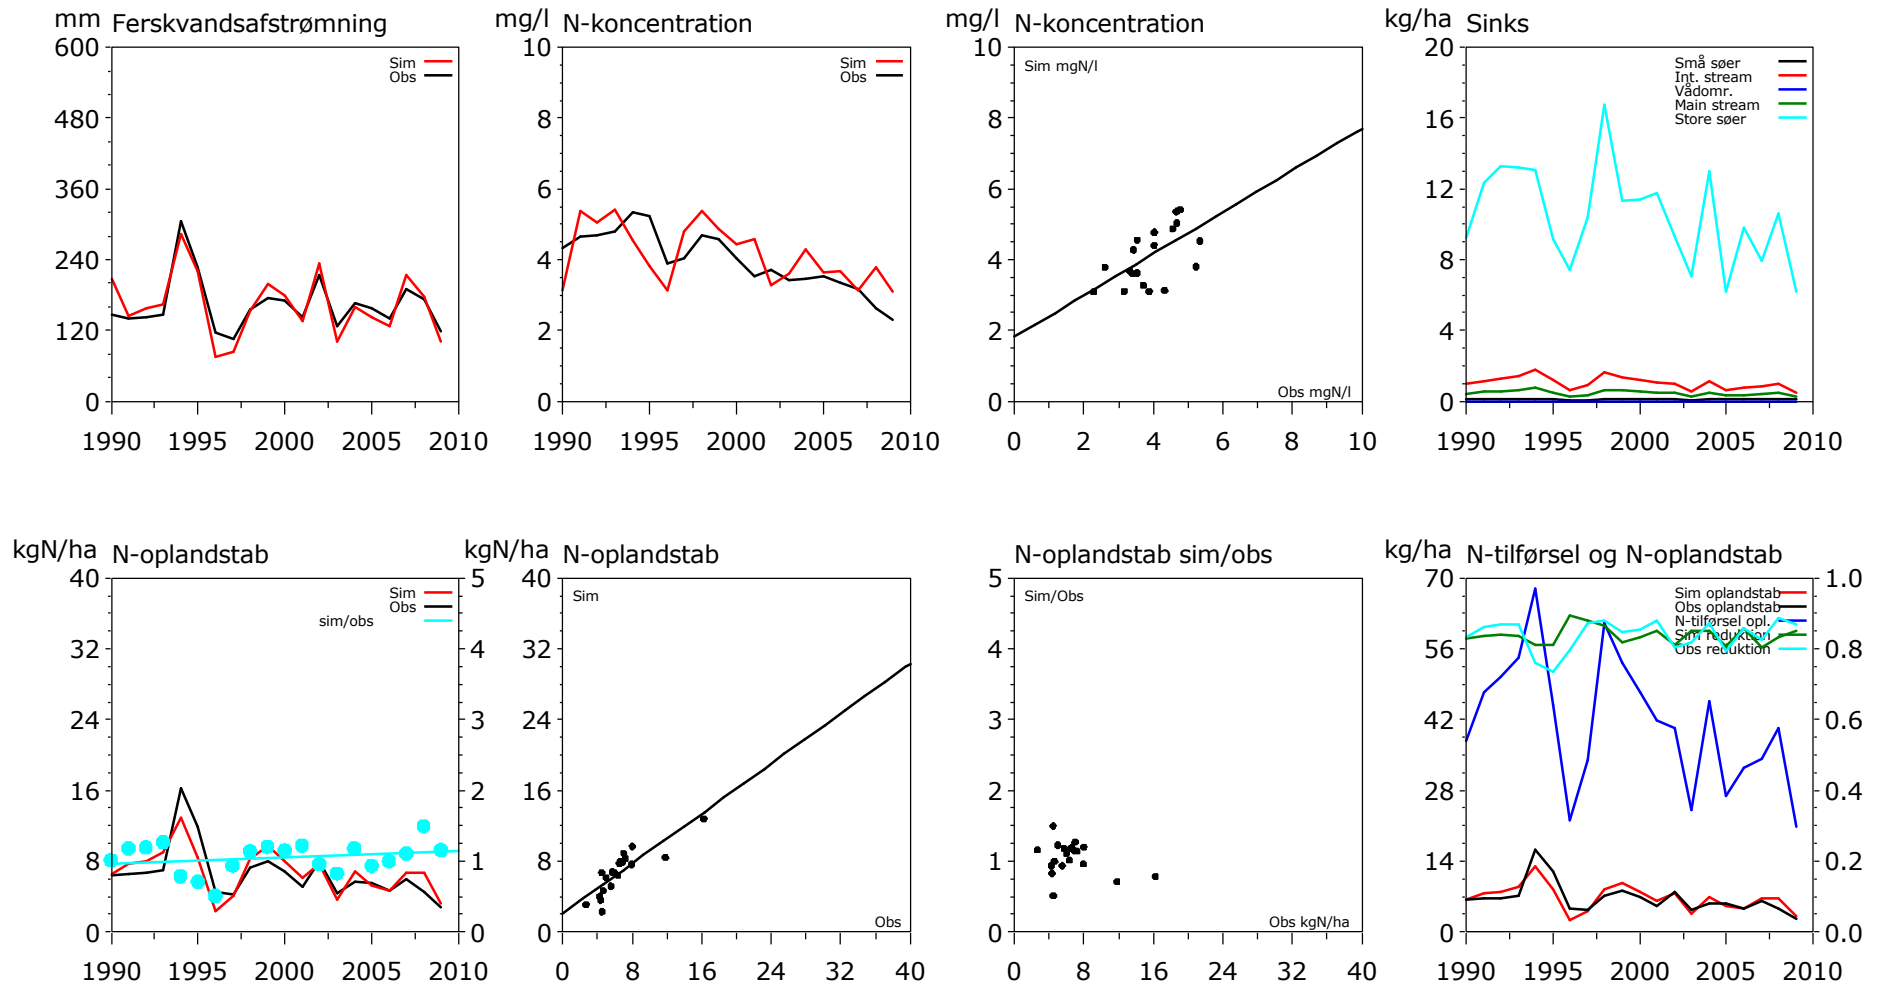 mm Ferskvandsafstrømning
600
480
360
240
120
0
1990 1995 2000 2005 2010
Sim
Obs
mg/l N-koncentration
10
8
6
4
2
0
1990 1995 2000 2005 2010
Sim
Obs
mg/l N-koncentration
10
8
6
4
2
0
0 2 4 6 8 10
Sim mgN/l
Obs mgN/l
kg/ha Sinks
20
16
12
8
4
0
1990 1995 2000 2005 2010
Små søer
Int. stream
Vådomr.
Main stream
Store søer
kgN/ha N-oplandstab
40
32
24
16
8
0
5
4
3
2
1
0
1990 1995 2000 2005 2010
Sim
Obs
sim/obs
kgN/ha N-oplandstab
40
32
24
16
8
0
0 8 16 24 32 40
Sim
Obs
N-oplandstab sim/obs
5
4
3
2
1
0
0 8 16 24 32 40
Sim/Obs
Obs kgN/ha
kg/ha N-tilførsel og N-oplandstab
70
56
42
28
14
0
1.0
0.8
0.6
0.4
0.2
0.0
1990 1995 2000 2005 2010
Sim oplandstab
Obs oplandstab
N-tilførsel opl.
Sim reduktion
Obs reduktion